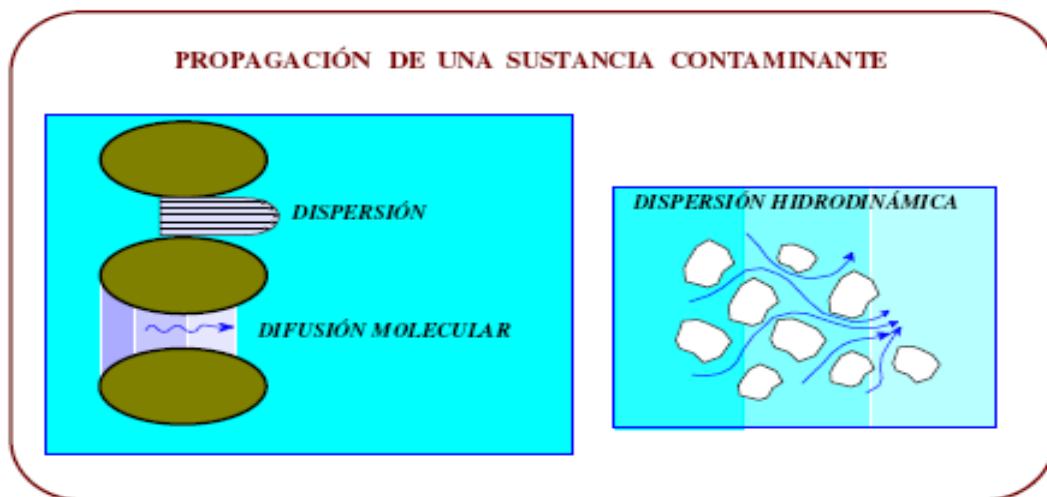 PROPAGACIÓN DE UNA SUSTANCIA CONTAMINANTE
DISPERSIÓN
DIFUSIÓN MOLECULAR
DISPERSIÓN HIDRODINÁMICA